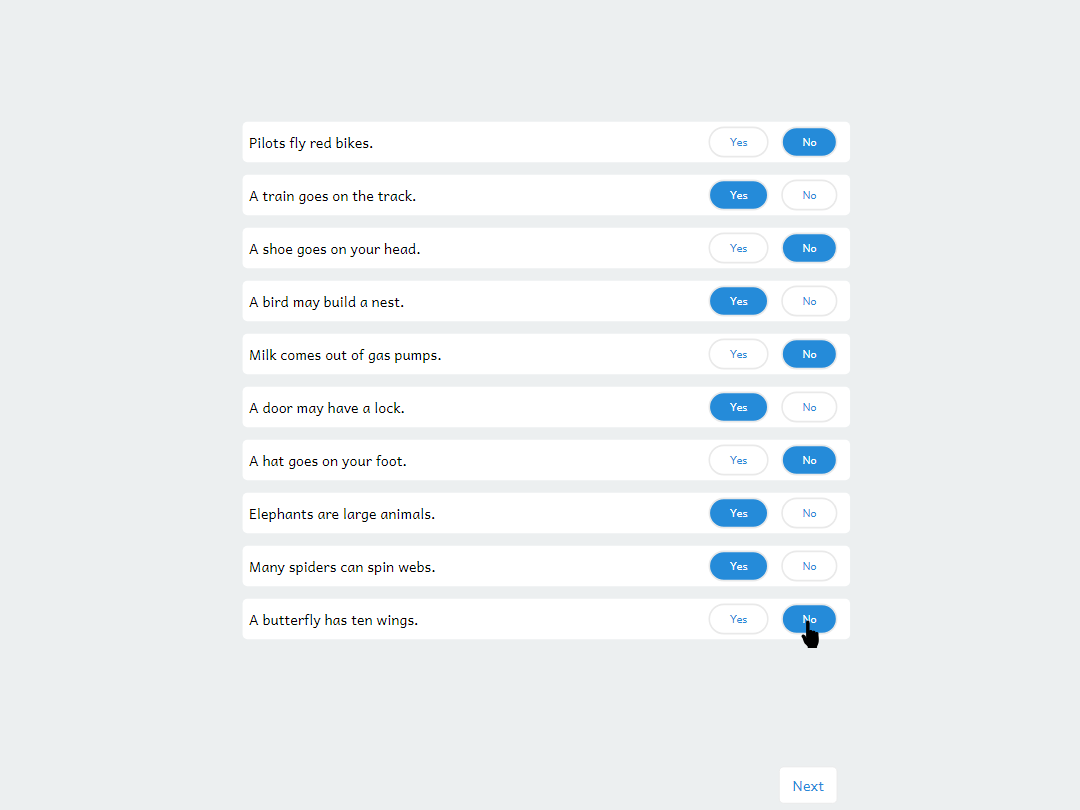 Pilots fly red bikes. Yes No
A train goes on the track. Yes No
A shoe goes on your head. Yes No
A bird may build a nest. Yes No
Milk comes out of gas pumps. Yes No
A door may have a lock. Yes No
A hat goes on your foot. Yes No
Elephants are large animals. Yes No
Many spiders can spin webs. Yes No
A butterfly has ten wings. Yes No
Next